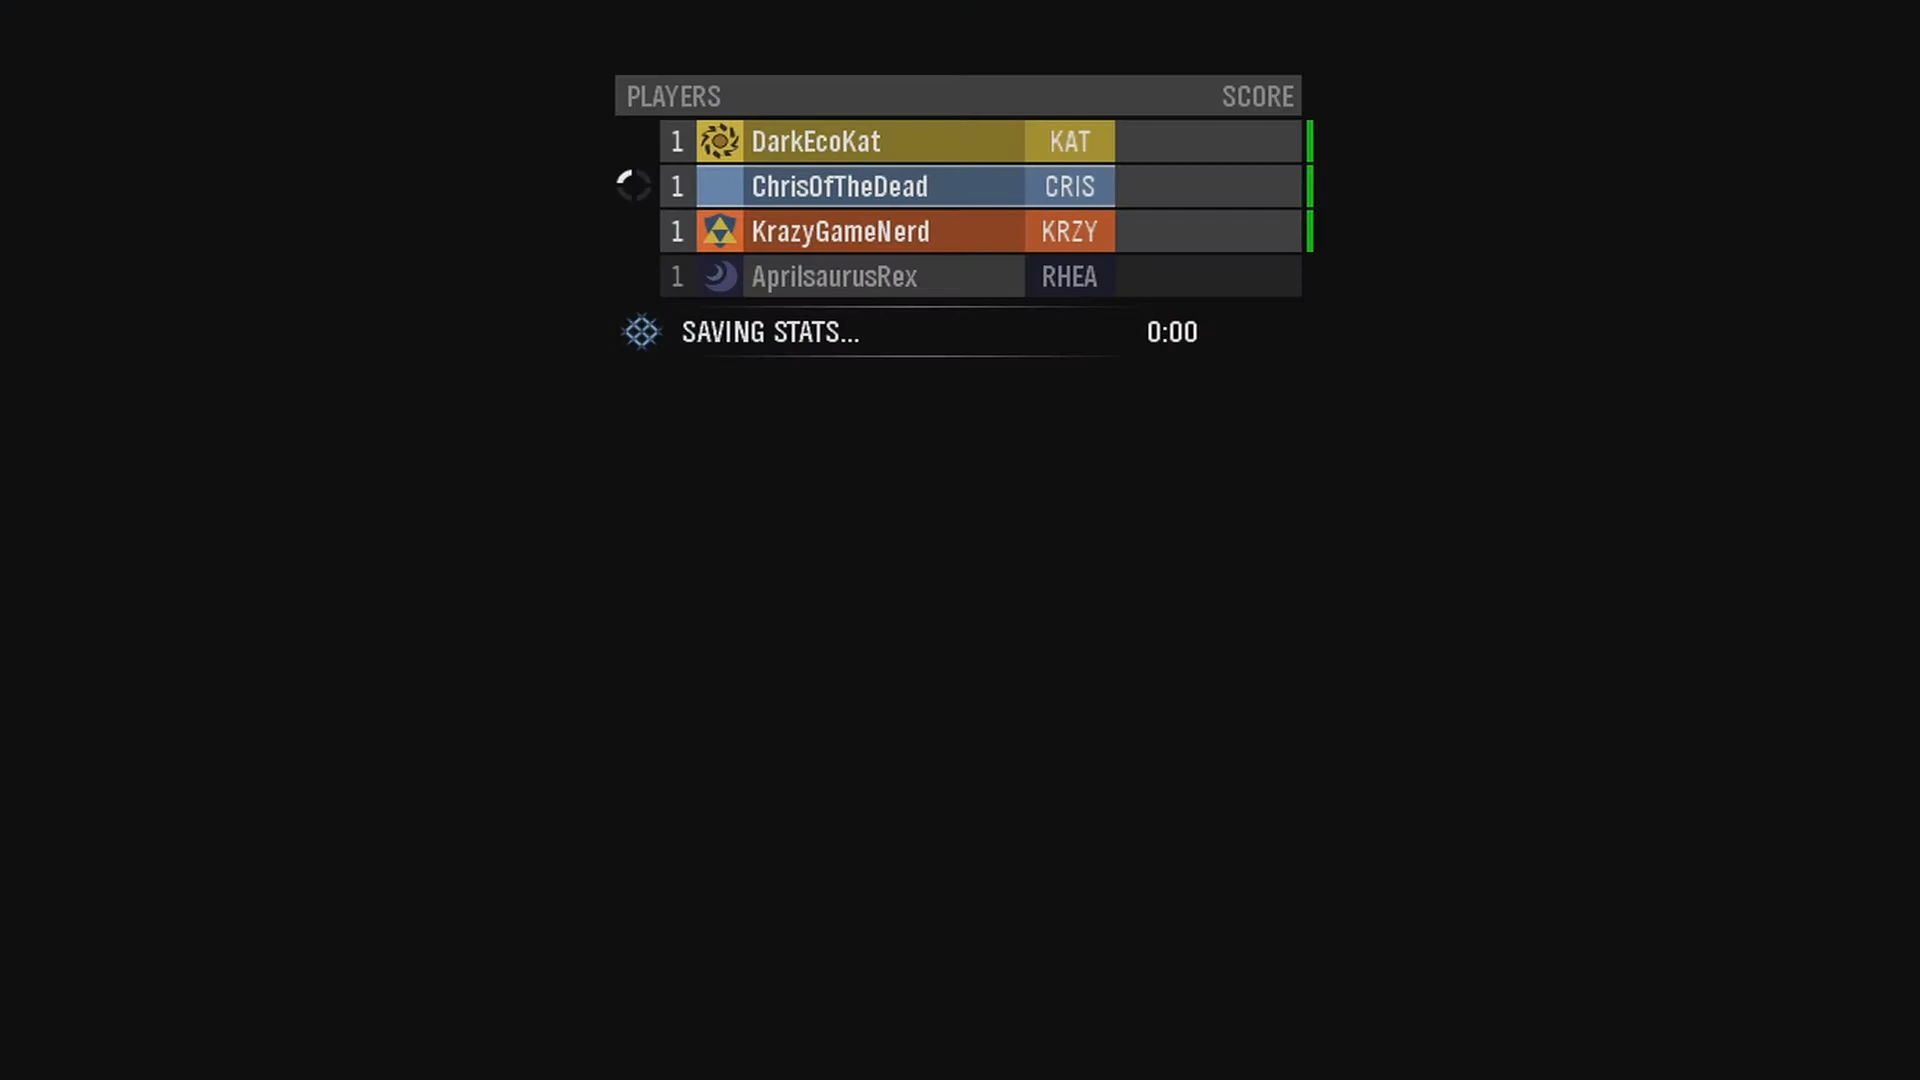 PLAYERS SCORE
1 DarkEcoKat KAT
1 ChrisOfTheDead CRIS
1 KrazyGameNerd KRZY
1 AprilsaurusRex RHEA
SAVING STATS... 0:00